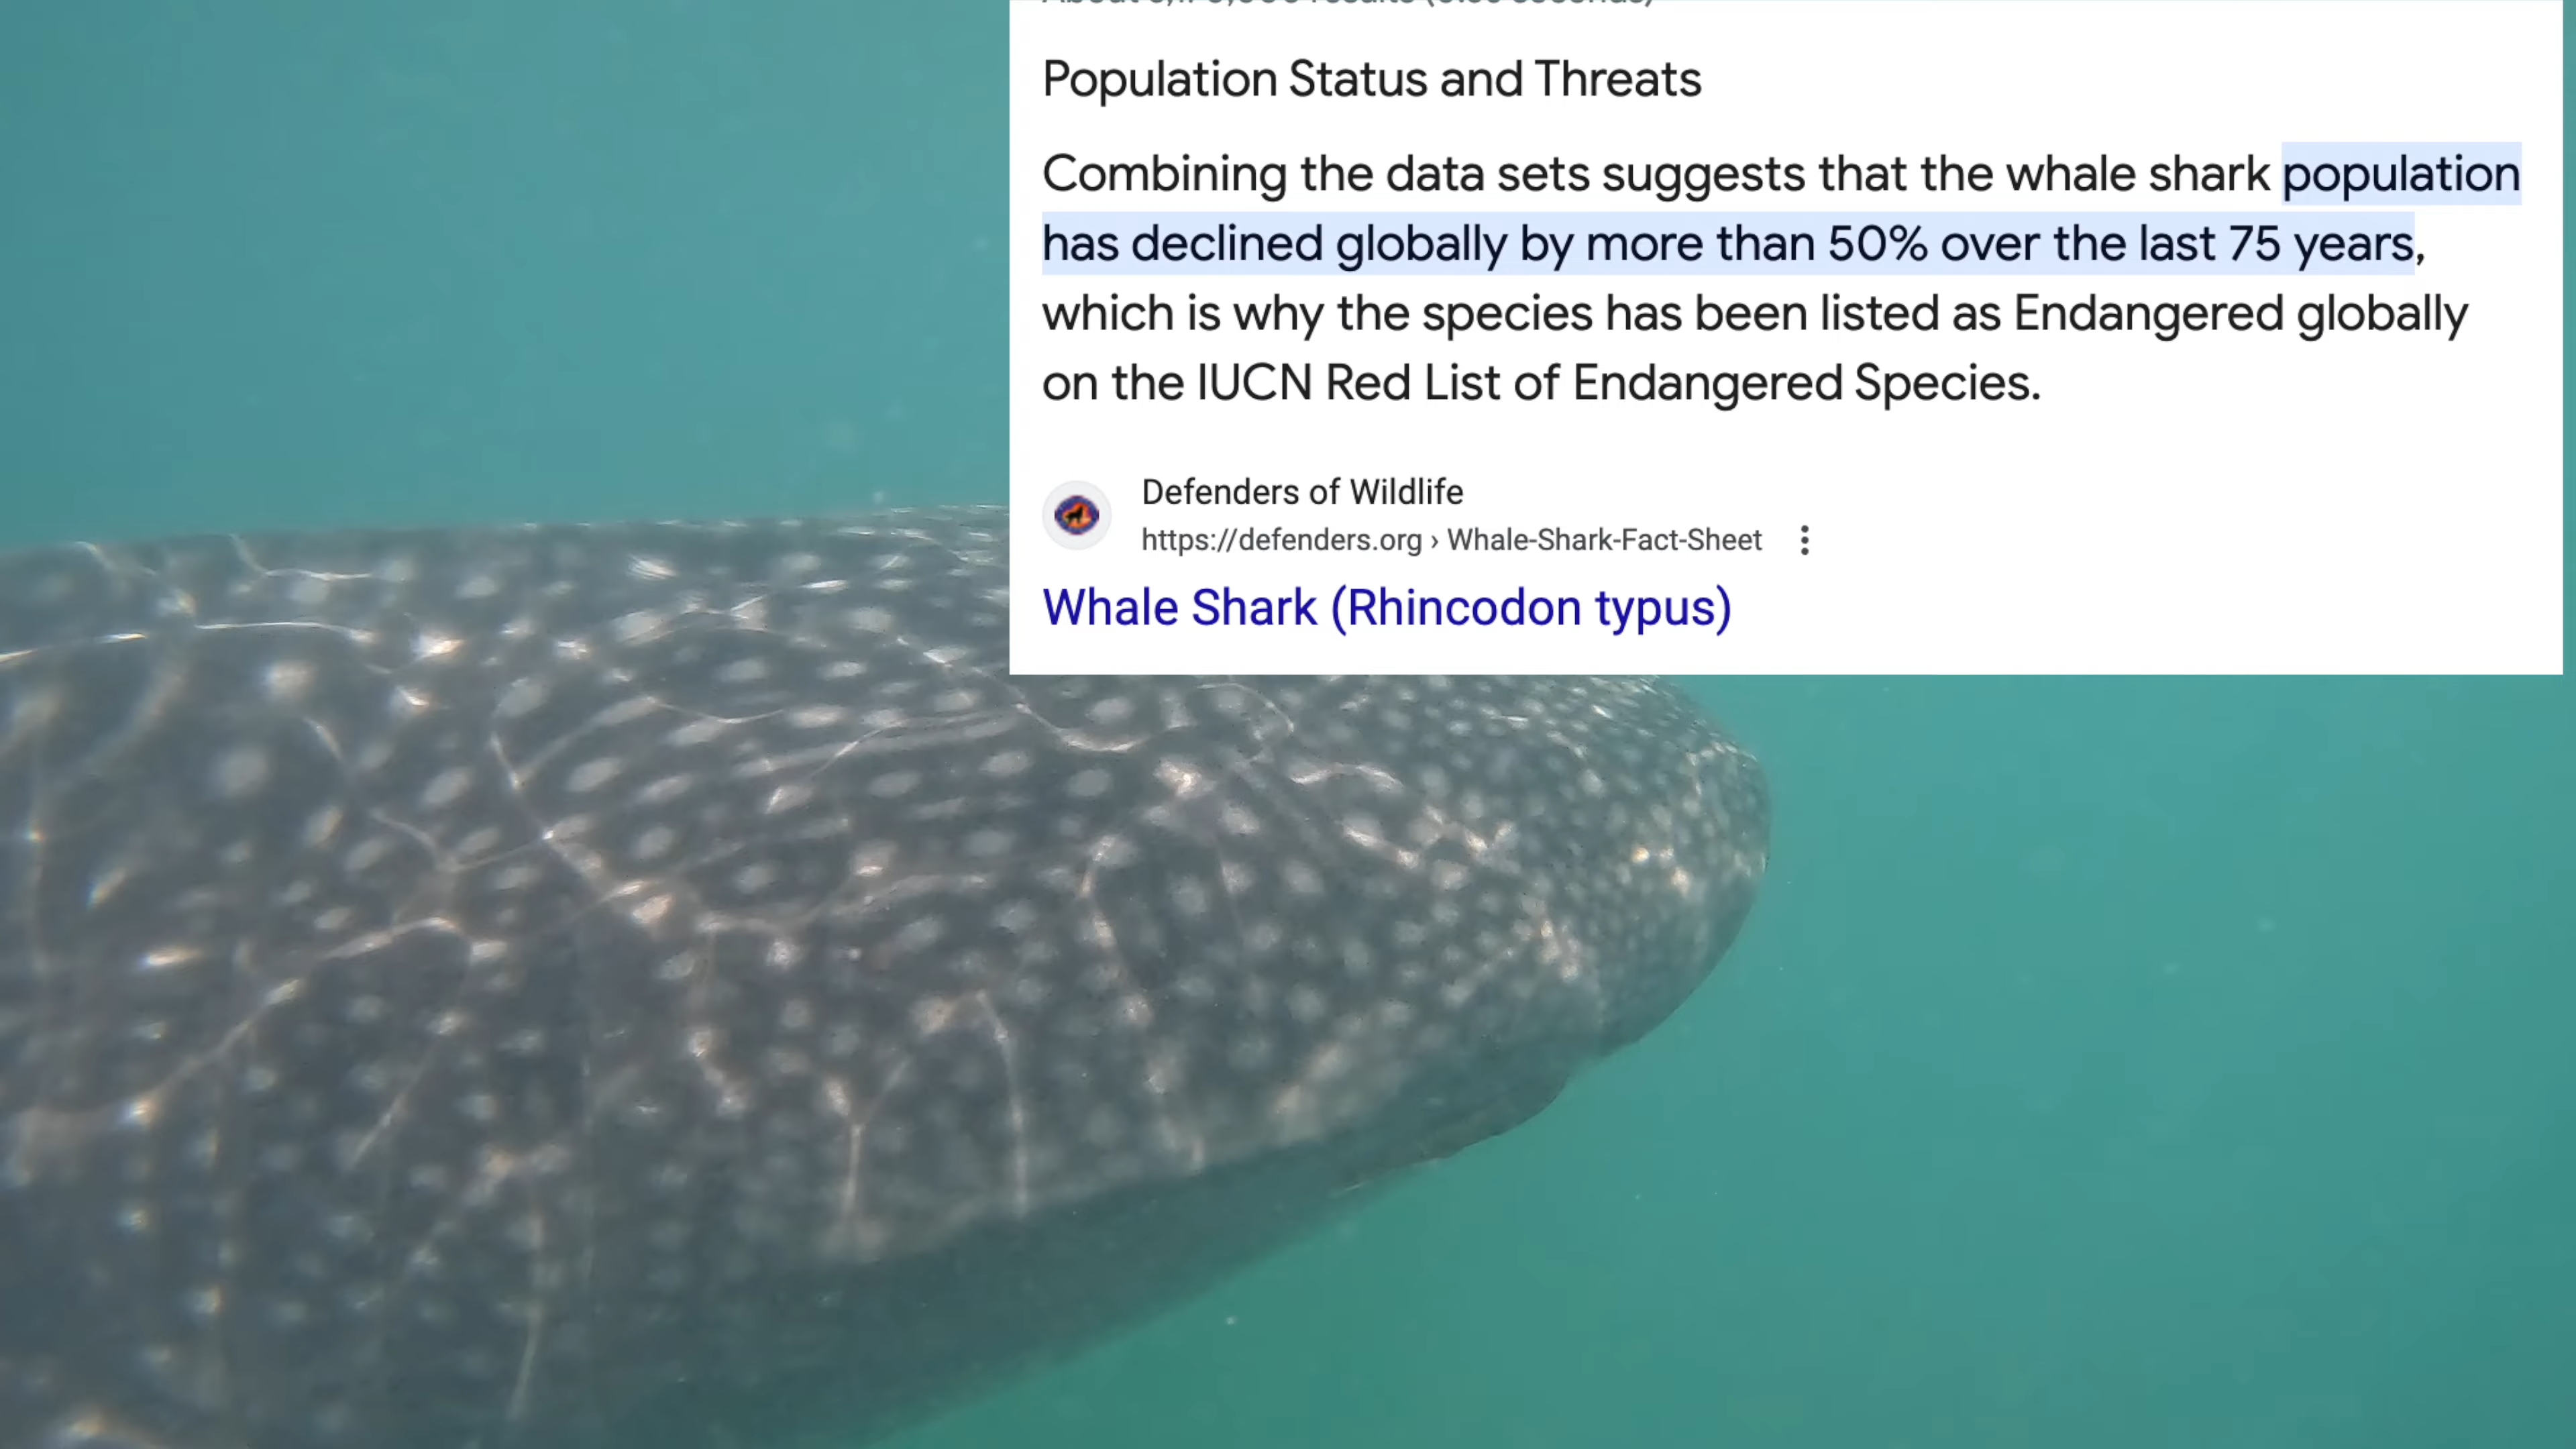 Population Status and Threats
Combining the data sets suggests that the whale shark population
has declined globally by more than 50% over the last 75 years,
which is why the species has been listed as Endangered globally
on the IUCN Red List of Endangered Species.
Defenders of Wildlife
https://defenders.org › Whale-Shark-Fact-Sheet
Whale Shark (Rhincodon typus)